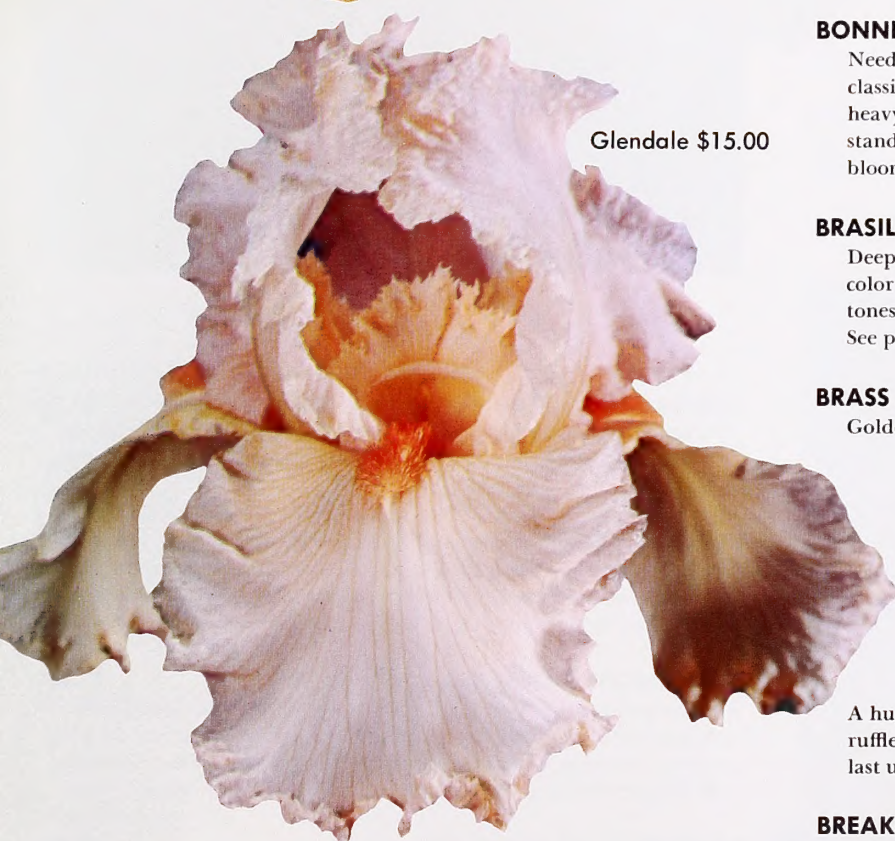 Glendale $15.00
BONNI
Need
classi
heavy
stand
bloor
BRASIL
Deep
color
tones
See p
BRASS
Gold
A hu
ruffle
last u
BREAK